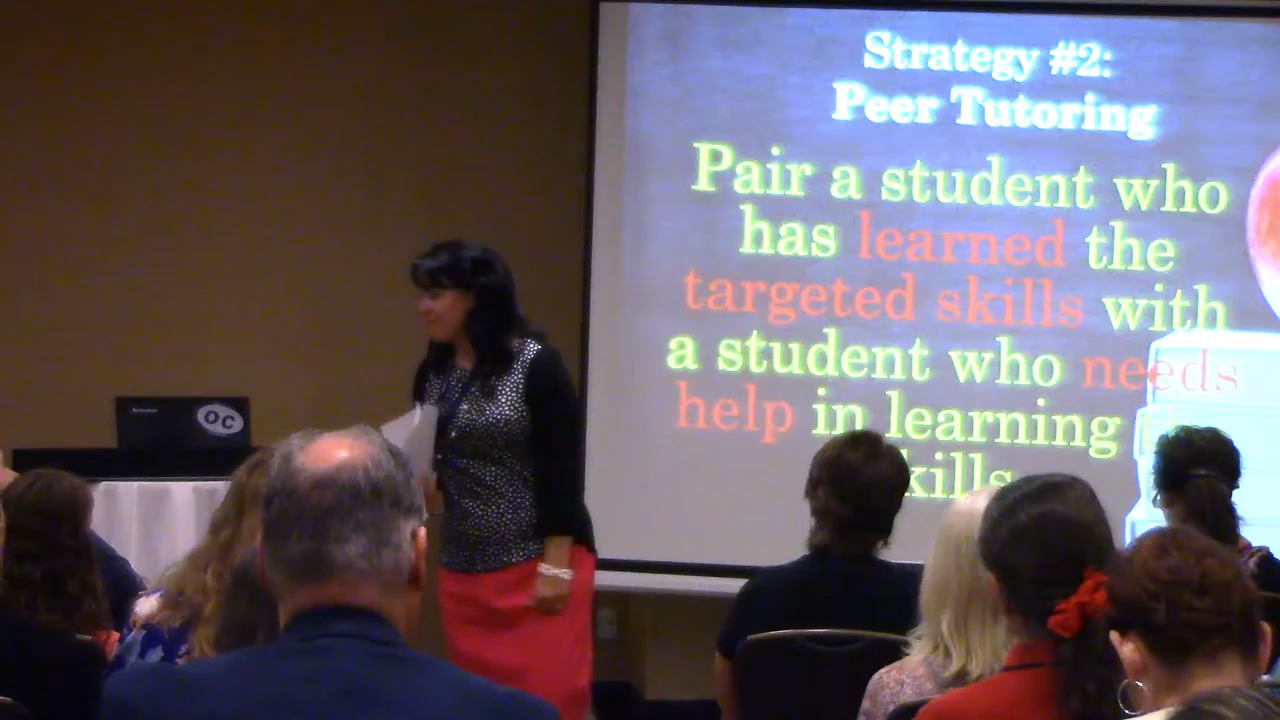 Strategy #2:
Peer Tutoring
Pair a student who
has learned the
targeted skills with
a student who needs
help in learning
kills
OC